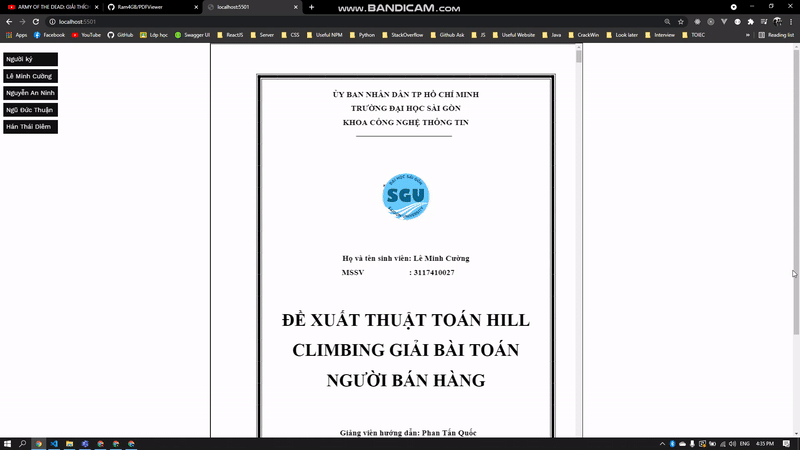 www.BANDICAM.com
ARMY OF THE DEAD: GIẢI THÍC
Ram4GB/PDFViewer
localhost:5501
localhost:5501
Apps
Facebook
YouTube
GitHub
Lớp học
Swagger UI
ReactJS
Server
CSS
Useful NPM
Python
StackOverflow
Github Ask
JS
Useful Website
Java
CrackWin
Look later
Interview
TOEIC
»
Reading list
Người ký
Lê Minh Cường
Nguyễn An Ninh
Ngũ Đức Thuận
Hán Thái Diễm
ỦY BAN NHÂN DÂN TP HỒ CHÍ MINH
TRƯỜNG ĐẠI HỌC SÀI GÒN
KHOA CÔNG NGHỆ THÔNG TIN
SGU
Họ và tên sinh viên: Lê Minh Cường
MSSV : 3117410027
ĐỀ XUẤT THUẬT TOÁN HILL
CLIMBING GIẢI BÀI TOÁN
NGƯỜI BÁN HÀNG
Giảng viên hướng dẫn: Phan Tấn Quốc
ENG
4:35 PM